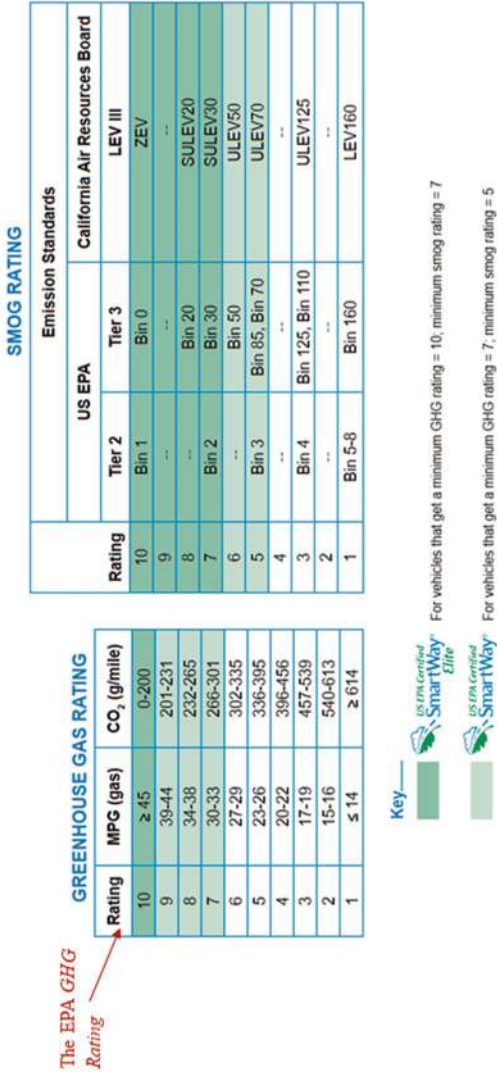 The EPA GHG
Rating
GREENHOUSE GAS RATING
Rating MPG (gas) CO₂ (g/mile)
10 ≥ 45 0-200
9 39-44 201-231
8 34-38 232-265
7 30-33 266-301
6 27-29 302-335
5 23-26 336-395
4 20-22 396-456
3 17-19 457-539
2 15-16 540-613
1 ≤ 14 ≥ 614
SMOG RATING
Emission Standards
US EPA California Air Resources Board
Rating Tier 2 Tier 3 LEV III
10 Bin 1 Bin 0 ZEV
9 -- -- --
8 -- Bin 20 SULEV20
7 Bin 2 Bin 30 SULEV30
6 -- Bin 50 ULEV50
5 Bin 3 Bin 85, Bin 70 ULEV70
4 -- -- --
3 Bin 4 Bin 125, Bin 110 ULEV125
2 -- -- --
1 Bin 5-8 Bin 160 LEV160
Key
US EPA Certified
SmartWay
Elite
For vehicles that get a minimum GHG rating = 10, minimum smog rating = 7
US EPA Certified
SmartWay
For vehicles that get a minimum GHG rating = 7; minimum smog rating = 5